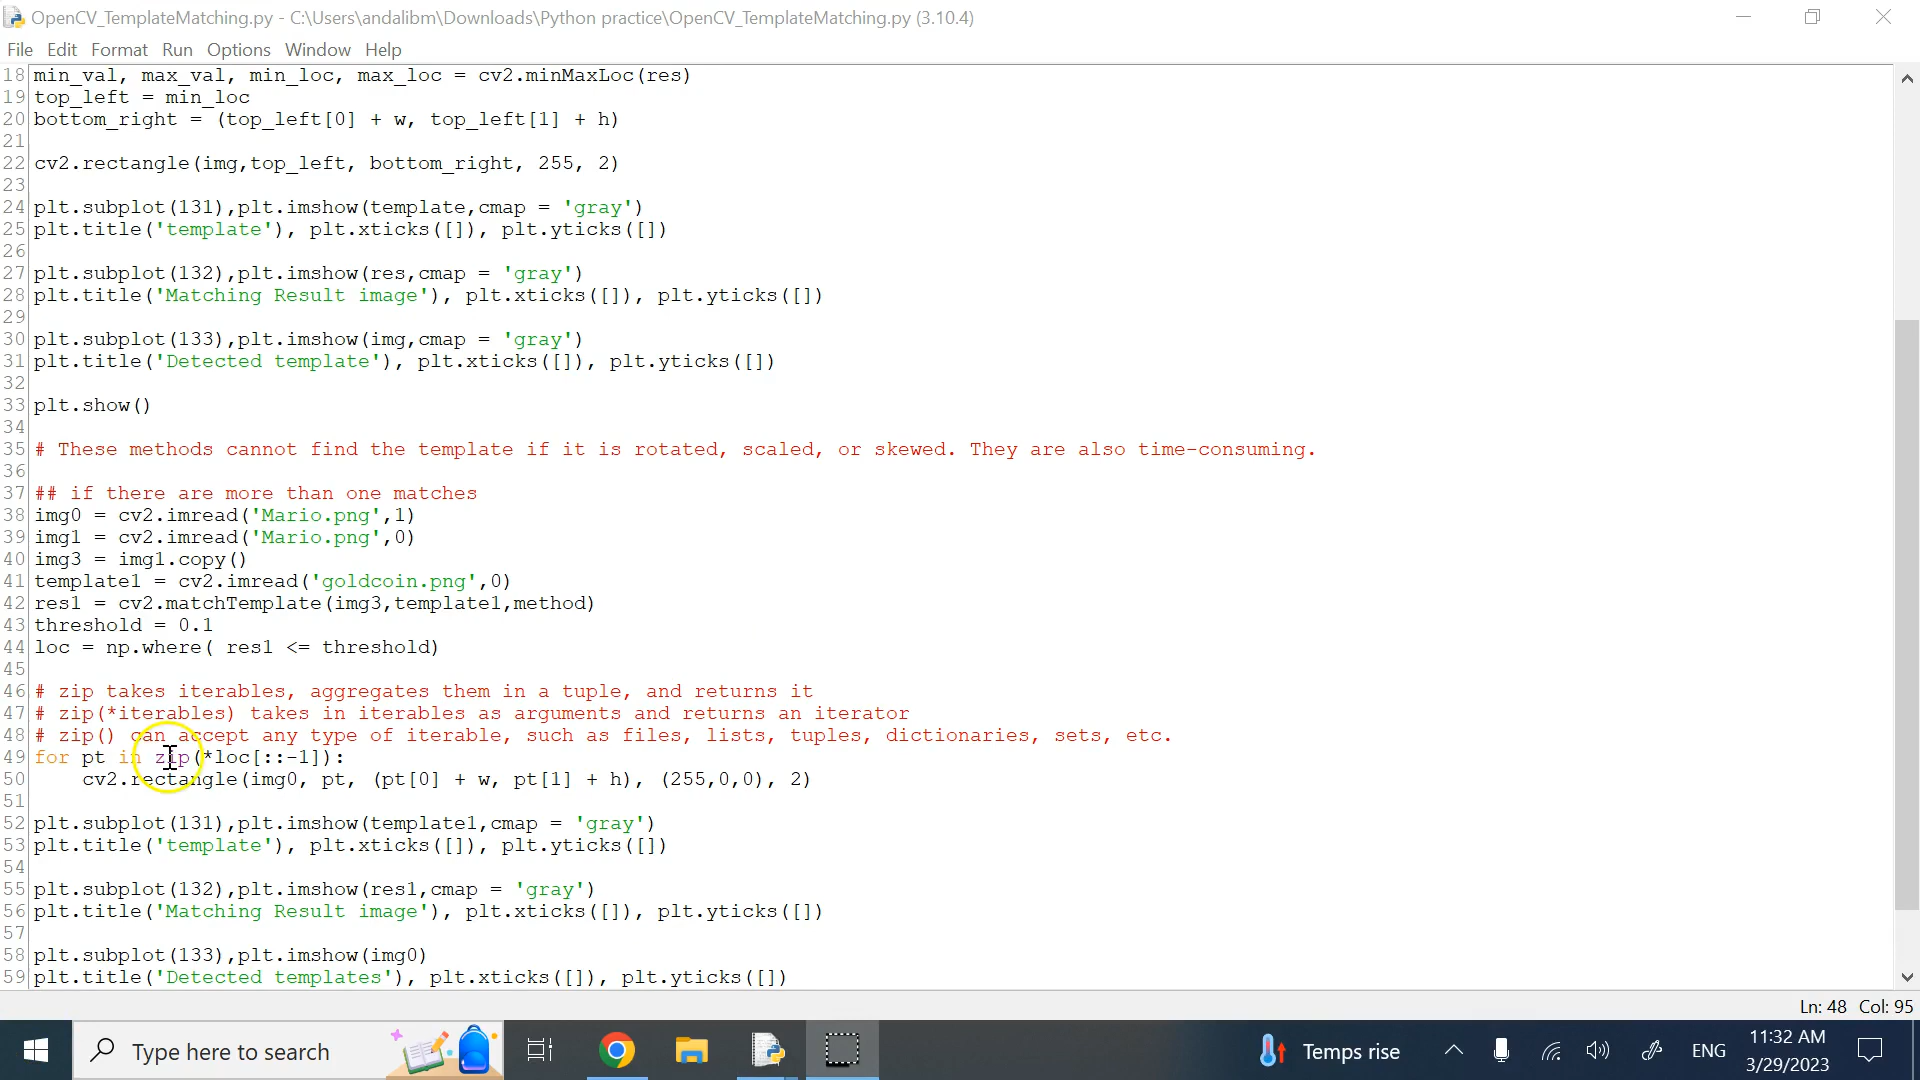 OpenCV_TemplateMatching.py - C:\Users\andalibm\Downloads\Python practice\OpenCV_TemplateMatching.py (3.10.4)
File Edit Format Run Options Window Help
18 min_val, max_val, min_loc, max_loc = cv2.minMaxLoc(res)
19 top_left = min_loc
20 bottom_right = (top_left[0] + w, top_left[1] + h)
21
22 cv2.rectangle(img,top_left, bottom_right, 255, 2)
23
24 plt.subplot(131),plt.imshow(template,cmap = 'gray')
25 plt.title('template'), plt.xticks([]), plt.yticks([])
26
27 plt.subplot(132),plt.imshow(res,cmap = 'gray')
28 plt.title('Matching Result image'), plt.xticks([]), plt.yticks([])
29
30 plt.subplot(133),plt.imshow(img,cmap = 'gray')
31 plt.title('Detected template'), plt.xticks([]), plt.yticks([])
32
33 plt.show()
34
35 # These methods cannot find the template if it is rotated, scaled, or skewed. They are also time-consuming.
36
37 ## if there are more than one matches
38 img0 = cv2.imread('Mario.png',1)
39 img1 = cv2.imread('Mario.png',0)
40 img3 = img1.copy()
41 template1 = cv2.imread('goldcoin.png',0)
42 res1 = cv2.matchTemplate(img3,template1,method)
43 threshold = 0.1
44 loc = np.where( res1 <= threshold)
45
46 # zip takes iterables, aggregates them in a tuple, and returns it
47 # zip(*iterables) takes in iterables as arguments and returns an iterator
48 # zip() can accept any type of iterable, such as files, lists, tuples, dictionaries, sets, etc.
49 for pt in zip(*loc[::-1]):
50     cv2.rectangle(img0, pt, (pt[0] + w, pt[1] + h), (255,0,0), 2)
51
52 plt.subplot(131),plt.imshow(template1,cmap = 'gray')
53 plt.title('template'), plt.xticks([]), plt.yticks([])
54
55 plt.subplot(132),plt.imshow(res1,cmap = 'gray')
56 plt.title('Matching Result image'), plt.xticks([]), plt.yticks([])
57
58 plt.subplot(133),plt.imshow(img0)
59 plt.title('Detected templates'), plt.xticks([]), plt.yticks([])
Ln: 48 Col: 95
Type here to search
Temps rise
ENG
11:32 AM
3/29/2023